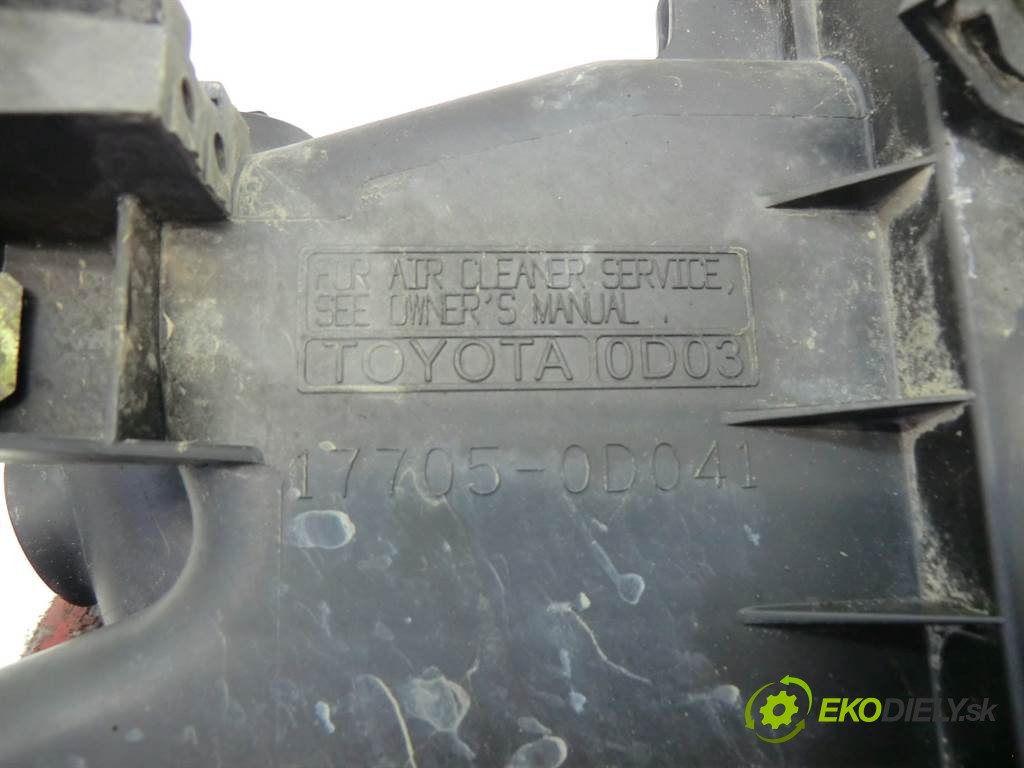 FOR AIR CLEANER SERVICE,
SEE OWNER'S MANUAL .
TOYOTA 0D03
17705-0D041
EKODIELY.sk